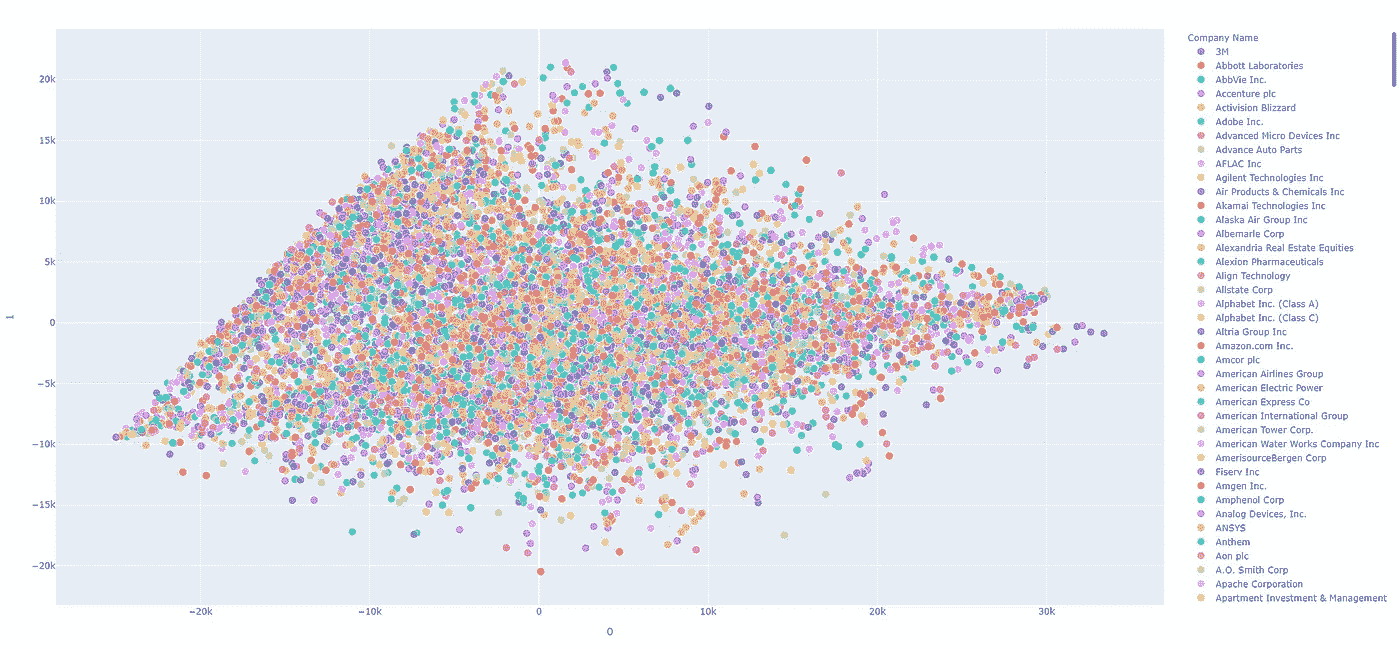 Company Name
3M
Abbott Laboratories
AbbVie Inc.
Accenture plc
Activision Blizzard
Adobe Inc.
Advanced Micro Devices Inc
Advance Auto Parts
AFLAC Inc
Agilent Technologies Inc
Air Products & Chemicals Inc
Akamai Technologies Inc
Alaska Air Group Inc
Albemarle Corp
Alexandria Real Estate Equities
Alexion Pharmaceuticals
Align Technology
Allstate Corp
Alphabet Inc. (Class A)
Alphabet Inc. (Class C)
Altria Group Inc
Amazon.com Inc.
Amcor plc
American Airlines Group
American Electric Power
American Express Co
American International Group
American Tower Corp.
American Water Works Company Inc
AmerisourceBergen Corp
Fiserv Inc
Amgen Inc.
Amphenol Corp
Analog Devices, Inc.
ANSYS
Anthem
Aon plc
A.O. Smith Corp
Apache Corporation
Apartment Investment & Management
20k
15k
10k
5k
0
−5k
−10k
−15k
−20k
1
−20k −10k 0 10k 20k 30k
0